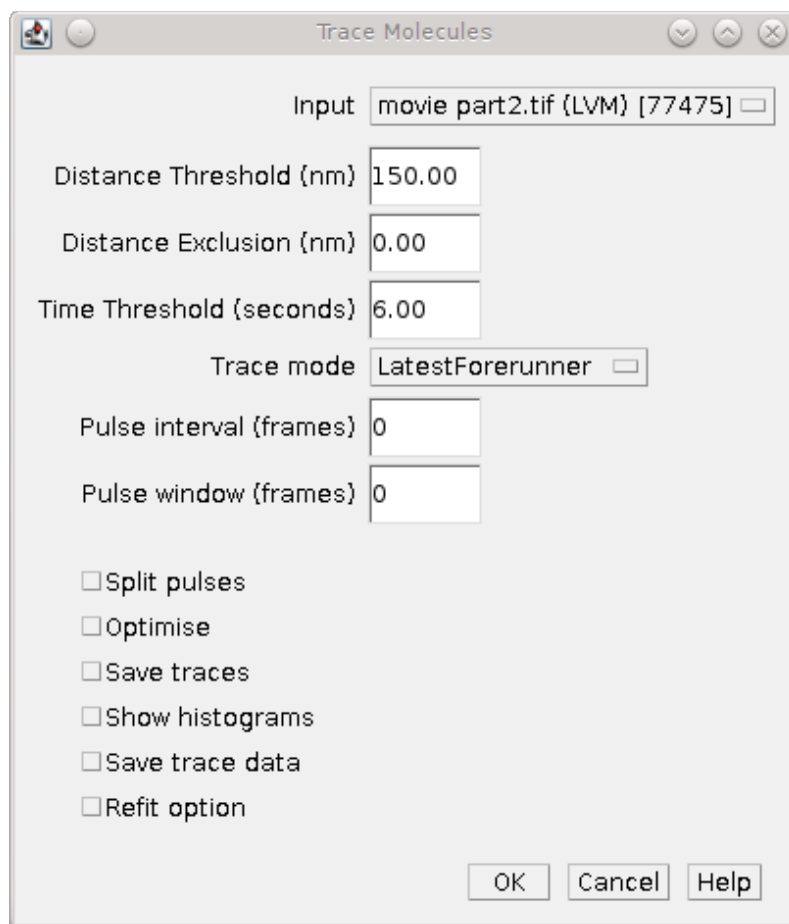 Trace Molecules
Input movie part2.tif (LVM) [77475]
Distance Threshold (nm) 150.00
Distance Exclusion (nm) 0.00
Time Threshold (seconds) 6.00
Trace mode LatestForerunner
Pulse interval (frames) 0
Pulse window (frames) 0
Split pulses
Optimise
Save traces
Show histograms
Save trace data
Refit option
OK Cancel Help